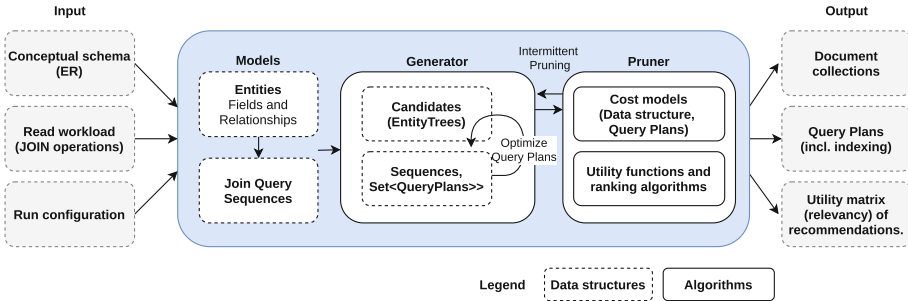 Input
Conceptual schema
(ER)
Read workload
(JOIN operations)
Run configuration
Models
Entities
Fields and
Relationships
Join Query
Sequences
Generator
Candidates
(EntityTrees)
Sequences,
Set<QueryPlans>>
Optimize
Query Plans
Intermittent
Pruning
Pruner
Cost models
(Data structure,
Query Plans)
Utility functions and
ranking algorithms
Output
Document
collections
Query Plans
(incl. indexing)
Utility matrix
(relevancy) of
recommendations.
Legend
Data structures
Algorithms